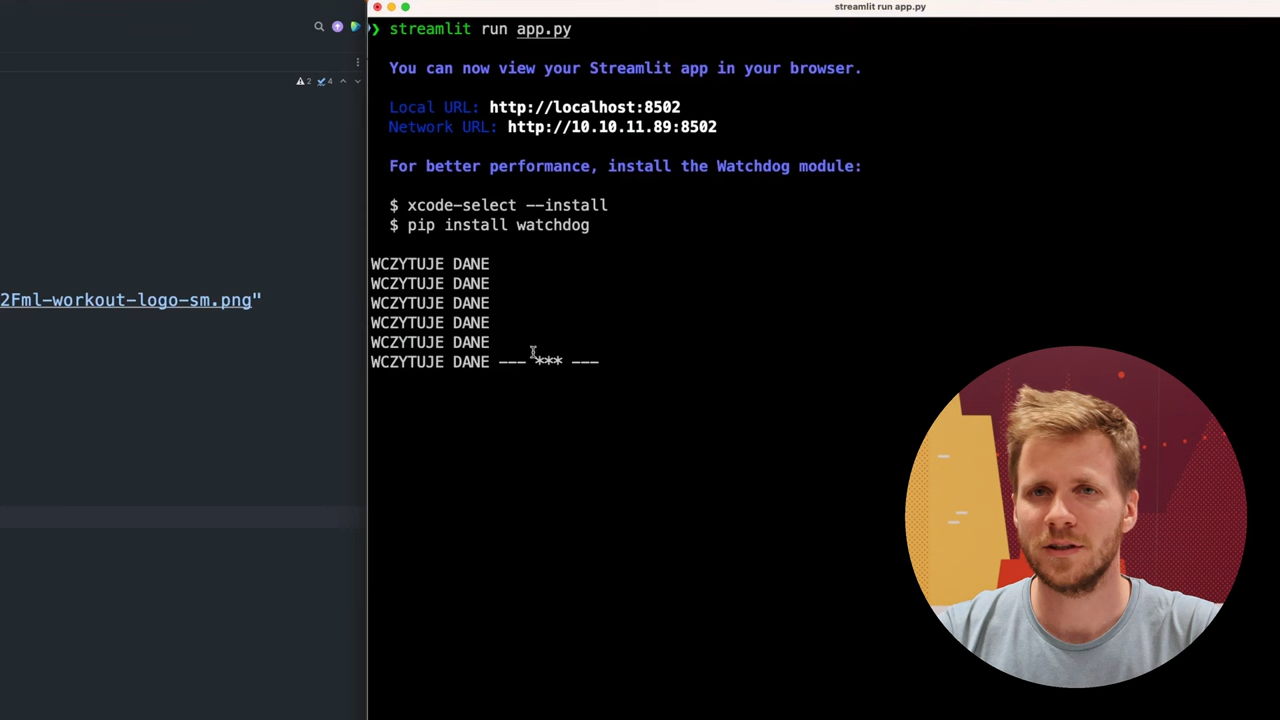 streamlit run app.py
❯ streamlit run app.py
You can now view your Streamlit app in your browser.
Local URL: http://localhost:8502
Network URL: http://10.10.11.89:8502
For better performance, install the Watchdog module:
$ xcode-select --install
$ pip install watchdog
WCZYTUJE DANE
WCZYTUJE DANE
WCZYTUJE DANE
WCZYTUJE DANE
WCZYTUJE DANE
WCZYTUJE DANE --- *** ---
2 4
2Fml-workout-logo-sm.png"